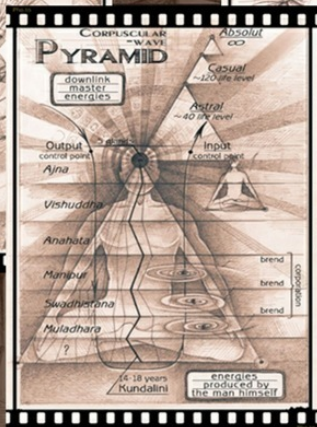 Corpuscular
-wave
Pyramid
Absolut
∞
Casual
~120 life level
downlink
master
energies
Astral
~40 life level
Output
control point
Input
control point
Ajna
Vishuddha
Anahata
Manipur
Swadhistana
Muladhara
?
brend
brend
brend
corporation
14-18 years
Kundalini
energies
produced by
the man himself